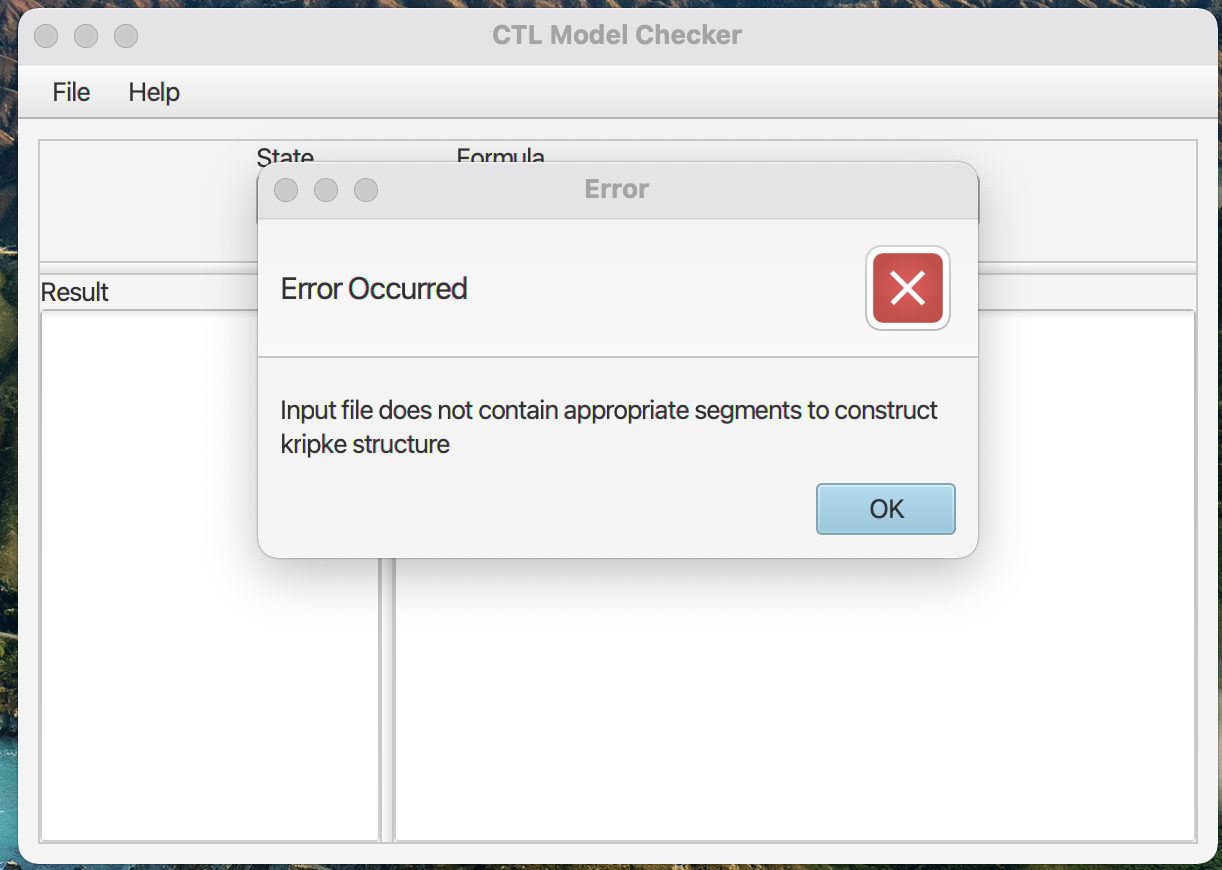 CTL Model Checker
File Help
State Formula
Error
Error Occurred
Result
Input file does not contain appropriate segments to construct
kripke structure
OK